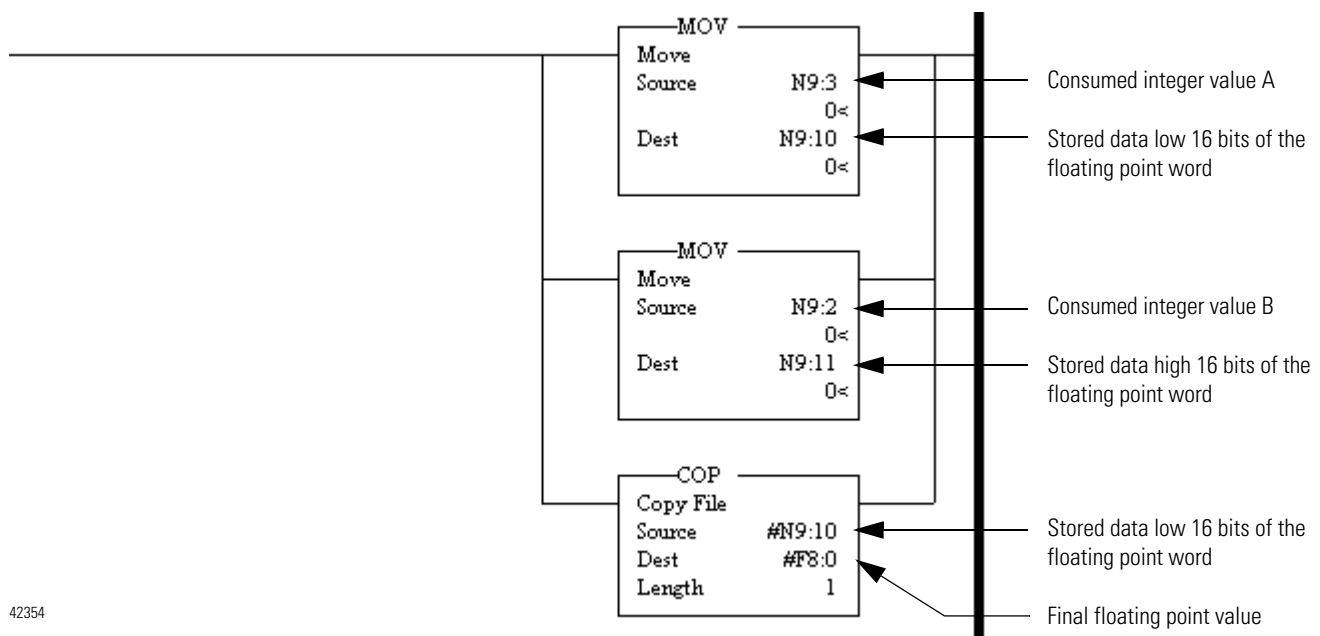 MOV
Move
Source N9:3
0<
Dest N9:10
0<
Consumed integer value A
Stored data low 16 bits of the
floating point word
MOV
Move
Source N9:2
0<
Dest N9:11
0<
Consumed integer value B
Stored data high 16 bits of the
floating point word
COP
Copy File
Source #N9:10
Dest #F8:0
Length 1
Stored data low 16 bits of the
floating point word
Final floating point value
42354